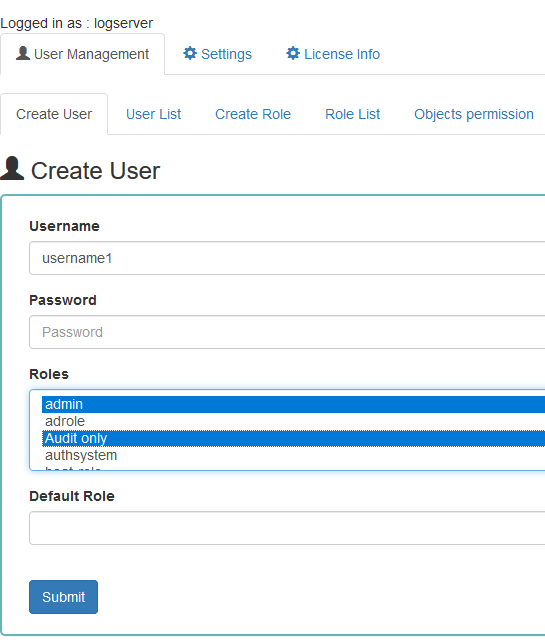 Logged in as : logserver
User Management Settings License Info
Create User User List Create Role Role List Objects permission
Create User
Username
username1
Password
Password
Roles
admin
adrole
Audit only
authsystem
Default Role
Submit